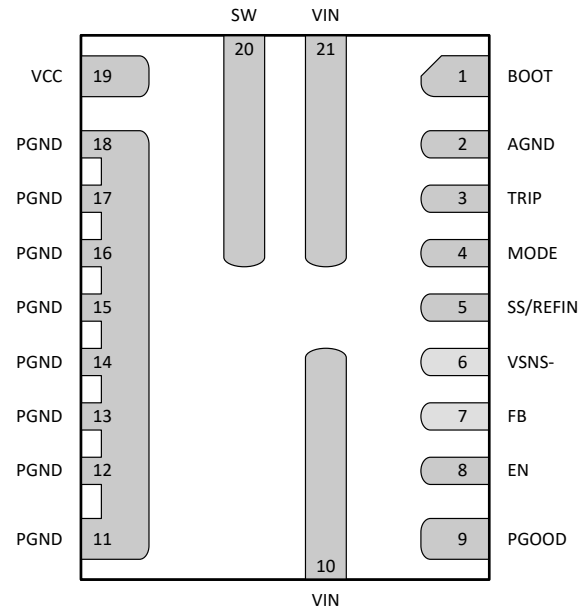 SW VIN
20 21
VCC 19 1 BOOT
PGND 18 2 AGND
PGND 17 3 TRIP
PGND 16 4 MODE
PGND 15 5 SS/REFIN
PGND 14 6 VSNS-
PGND 13 7 FB
PGND 12 8 EN
PGND 11 9 PGOOD
10
VIN